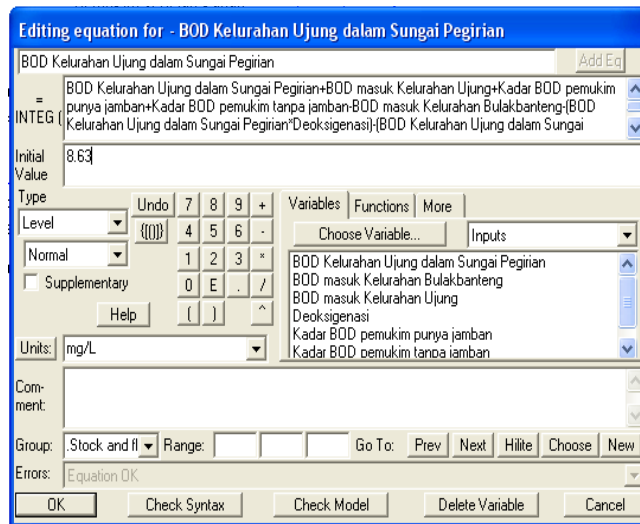 Editing equation for - BOD Kelurahan Ujung dalam Sungai Pegirian
BOD Kelurahan Ujung dalam Sungai Pegirian
Add Eq
= INTEG (
BOD Kelurahan Ujung dalam Sungai Pegirian+BOD masuk Kelurahan Ujung+Kadar BOD pemukim
punya jamban+Kadar BOD pemukim tanpa jamban-BOD masuk Kelurahan Bulakbanteng-(BOD
Kelurahan Ujung dalam Sungai Pegirian*Deoksigenasi)-(BOD Kelurahan Ujung dalam Sungai
Initial Value
8.63
Type
Level
Normal
Supplementary
Help
Undo 7 8 9 +
{[()]} 4 5 6 -
1 2 3 *
0 E . /
( ) ^
Variables Functions More
Choose Variable... Inputs
BOD Kelurahan Ujung dalam Sungai Pegirian
BOD masuk Kelurahan Bulakbanteng
BOD masuk Kelurahan Ujung
Deoksigenasi
Kadar BOD pemukim punya jamban
Kadar BOD pemukim tanpa jamban
Units: mg/L
Com-
ment:
Group: .Stock and fl Range: Go To: Prev Next Hilite Choose New
Errors: Equation OK
OK Check Syntax Check Model Delete Variable Cancel